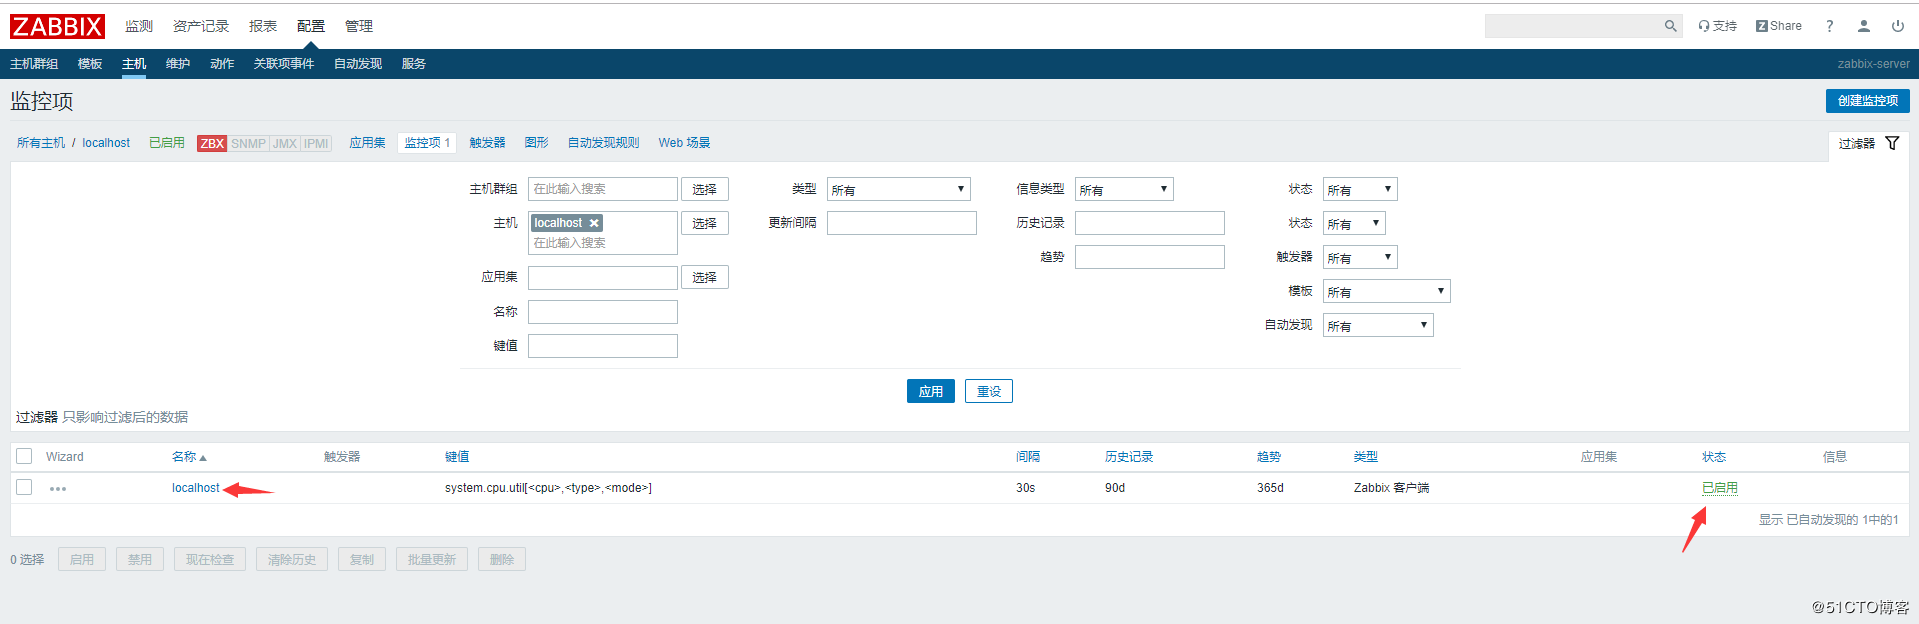 ZABBIX 监测 资产记录 报表 配置 管理 支持 Z Share ?
主机群组 模板 主机 维护 动作 关联项事件 自动发现 服务 zabbix-server
监控项 创建监控项
所有主机 / localhost 已启用 ZBX SNMP JMX IPMI 应用集 监控项 1 触发器 图形 自动发现规则 Web 场景 过滤器
主机群组 在此输入搜索 选择 类型 所有 信息类型 所有 状态 所有
主机 localhost 选择 更新间隔 历史记录 状态 所有
在此输入搜索
趋势 触发器 所有
应用集 选择
模板 所有
名称
自动发现 所有
键值
应用 重设
过滤器 只影响过滤后的数据
Wizard 名称 触发器 键值 间隔 历史记录 趋势 类型 应用集 状态 信息
localhost system.cpu.util[<cpu>,<type>,<mode>] 30s 90d 365d Zabbix 客户端 已启用
显示 已自动发现的 1中的1
0 选择 启用 禁用 现在检查 清除历史 复制 批量更新 删除
@51CTO博客